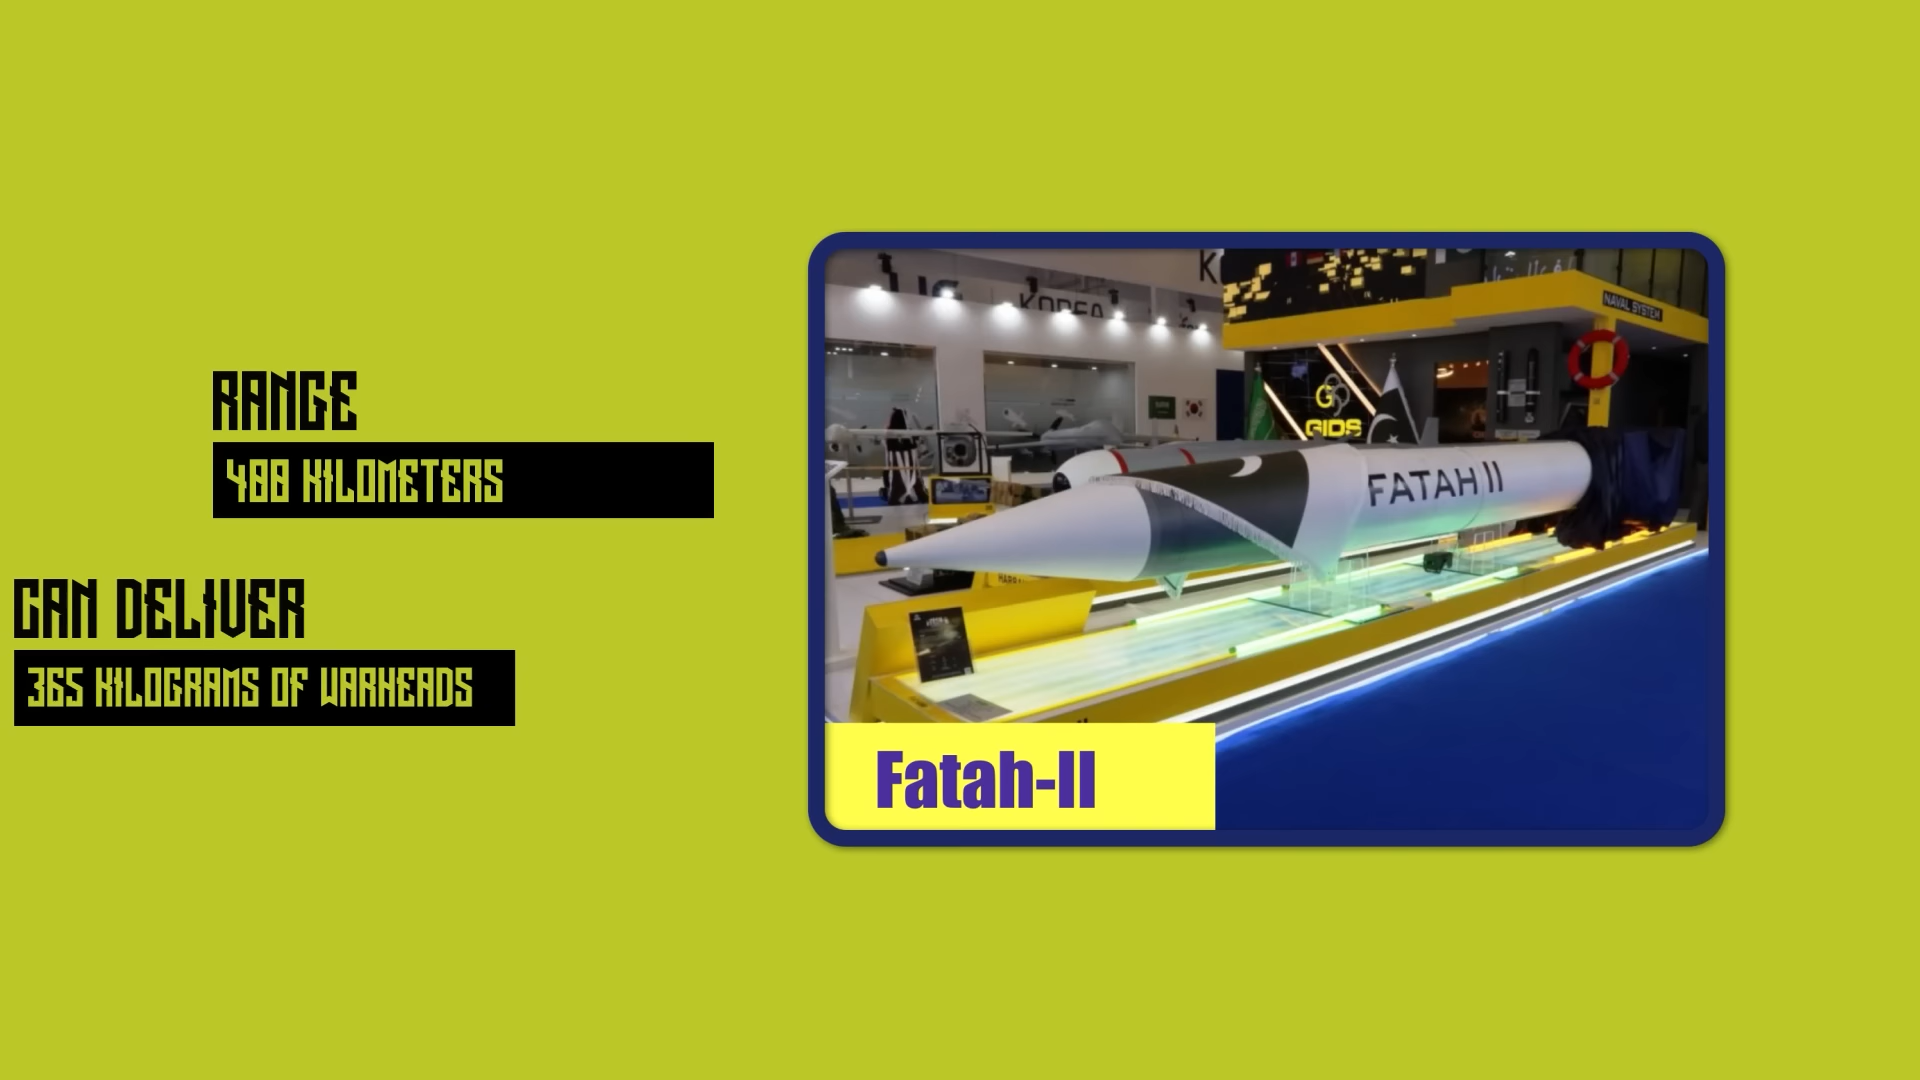 RANGE
400 KILOMETERS
CAN DELIVER
365 KILOGRAMS OF WARHEADS
KOREA
NAVAL SYSTEM
GIDS
FATAH II
Fatah-II